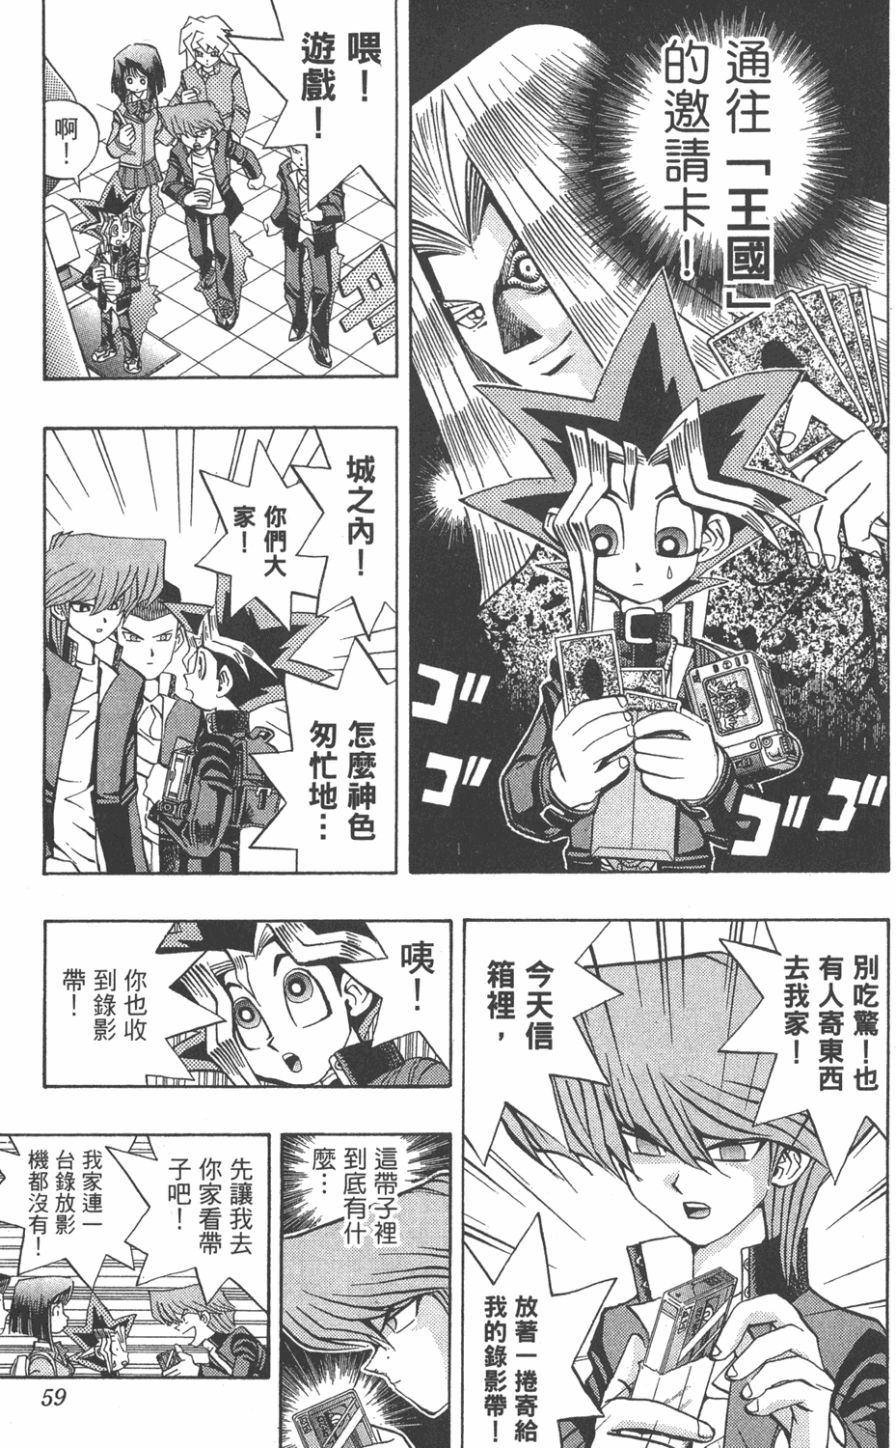 通往「王國」
的邀請卡！
ゴ
ゴ
ゴ
ゴ
喂！
遊戲！
啊！
城之內！
你們大
家！
怎麼神色
匆忙地…
別吃驚！也
有人寄東西
去我家！
今天信
箱裡，
放著一捲寄給
我的錄影帶！
咦！
你也收
到錄影
帶！
這帶子裡
到底有什
麼…
先讓我去
你家看帶
子吧！
我家連一
台錄放影
機都沒有！
59